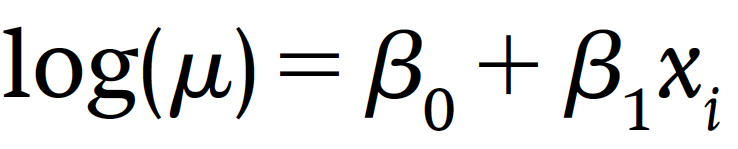 log(μ) = β₀ + β₁xᵢ